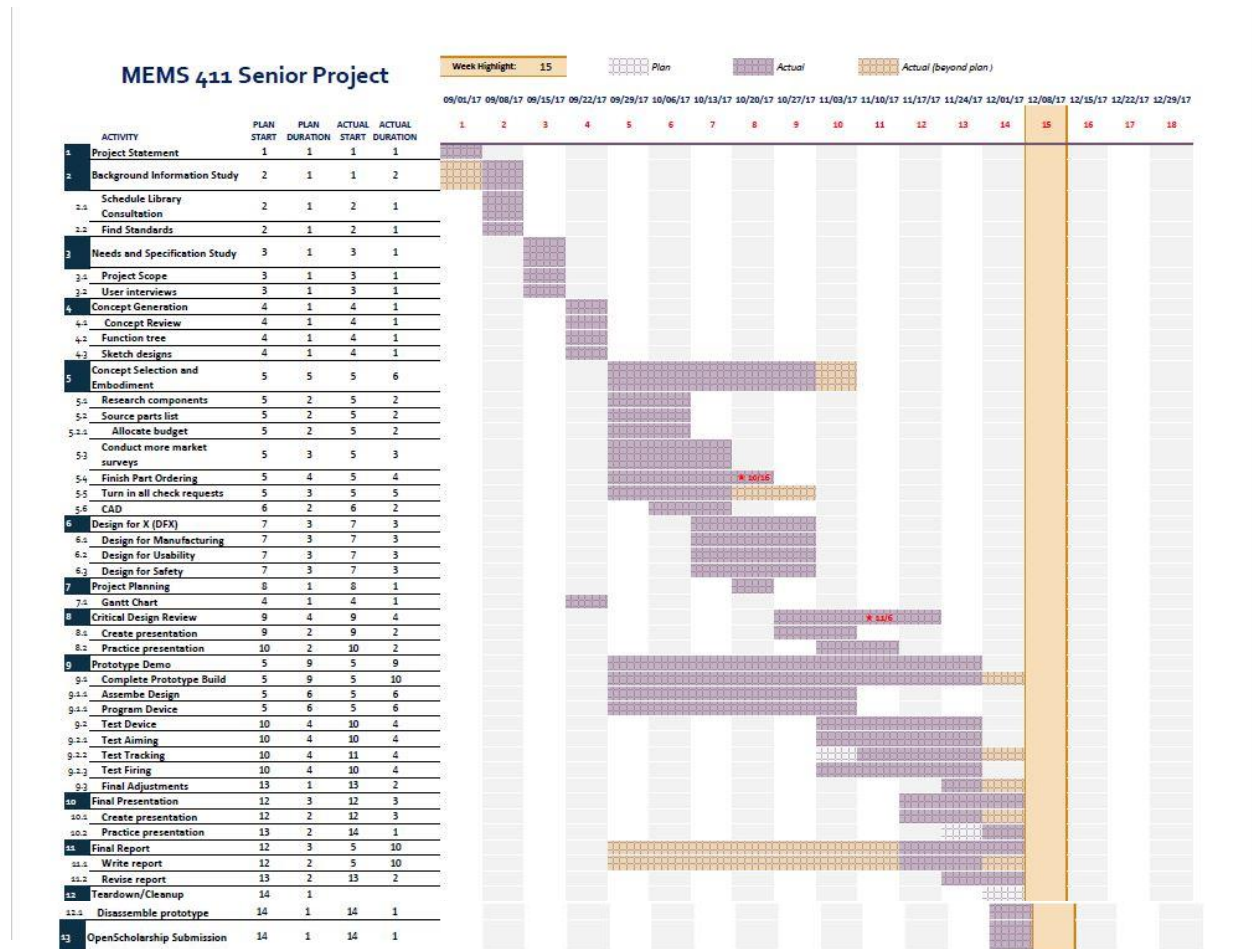 MEMS 411 Senior Project
Week Highlight: 15 Plan Actual Actual (beyond plan)
09/01/17 09/08/17 09/15/17 09/22/17 09/29/17 10/06/17 10/13/17 10/20/17 10/27/17 11/03/17 11/10/17 11/17/17 11/24/17 12/01/17 12/08/17 12/15/17 12/22/17 12/29/17
PLAN PLAN ACTUAL ACTUAL
ACTIVITY START DURATION START DURATION
1 2 3 4 5 6 7 8 9 10 11 12 13 14 15 16 17 18
1 Project Statement 1 1 1 1
2 Background Information Study 2 1 1 2
2.1 Schedule Library
Consultation 2 1 2 1
2.2 Find Standards 2 1 2 1
3 Needs and Specification Study 3 1 3 1
3.1 Project Scope 3 1 3 1
3.2 User interviews 3 1 3 1
4 Concept Generation 4 1 4 1
4.1 Concept Review 4 1 4 1
4.2 Function tree 4 1 4 1
4.3 Sketch designs 4 1 4 1
5 Concept Selection and
Embodiment 5 5 5 6
5.1 Research components 5 2 5 2
5.2 Source parts list 5 2 5 2
5.2.1 Allocate budget 5 2 5 2
5.3 Conduct more market
surveys 5 3 5 3
5.4 Finish Part Ordering 5 4 5 4 ★ 10/16
5.5 Turn in all check requests 5 3 5 5
5.6 CAD 6 2 6 2
6 Design for X (DFX) 7 3 7 3
6.1 Design for Manufacturing 7 3 7 3
6.2 Design for Usability 7 3 7 3
6.3 Design for Safety 7 3 7 3
7 Project Planning 8 1 8 1
7.1 Gantt Chart 4 1 4 1
8 Critical Design Review 9 4 9 4 ★ 11/6
8.1 Create presentation 9 2 9 2
8.2 Practice presentation 10 2 10 2
9 Prototype Demo 5 9 5 9
9.1 Complete Prototype Build 5 9 5 10
9.1.1 Assembe Design 5 6 5 6
9.1.1 Program Device 5 6 5 6
9.2 Test Device 10 4 10 4
9.2.1 Test Aiming 10 4 10 4
9.2.2 Test Tracking 10 4 11 4
9.2.3 Test Firing 10 4 10 4
9.3 Final Adjustments 13 1 13 2
10 Final Presentation 12 3 12 3
10.1 Create presentation 12 2 12 3
10.2 Practice presentation 13 2 14 1
11 Final Report 12 3 5 10
11.1 Write report 12 2 5 10
11.2 Revise report 13 2 13 2
12 Teardown/Cleanup 14 1
12.1 Disassemble prototype 14 1 14 1
13 OpenScholarship Submission 14 1 14 1